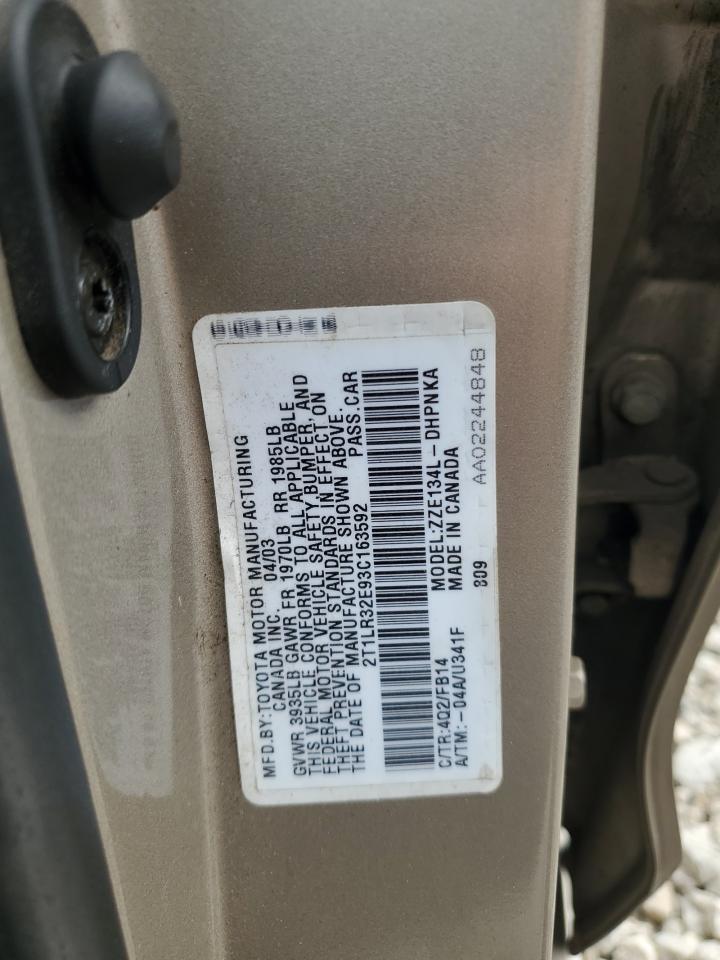 MFD.BY:TOYOTA MOTOR MANUFACTURING
CANADA INC. 04/03
GVWR 3935LB GAWR FR 1970LB RR 1985LB
THIS VEHICLE CONFORMS TO ALL APPLICABLE
FEDERAL MOTOR VEHICLE SAFETY,BUMPER, AND
THEFT PREVENTION STANDARDS IN EFFECT ON
THE DATE OF MANUFACTURE SHOWN ABOVE.
2T1LR32E93C163592 PASS.CAR
C/TR:4Q2/FB14 MODEL:ZZE134L-DHPNKA
A/TM:-04A/U341F MADE IN CANADA
809 AA02244848